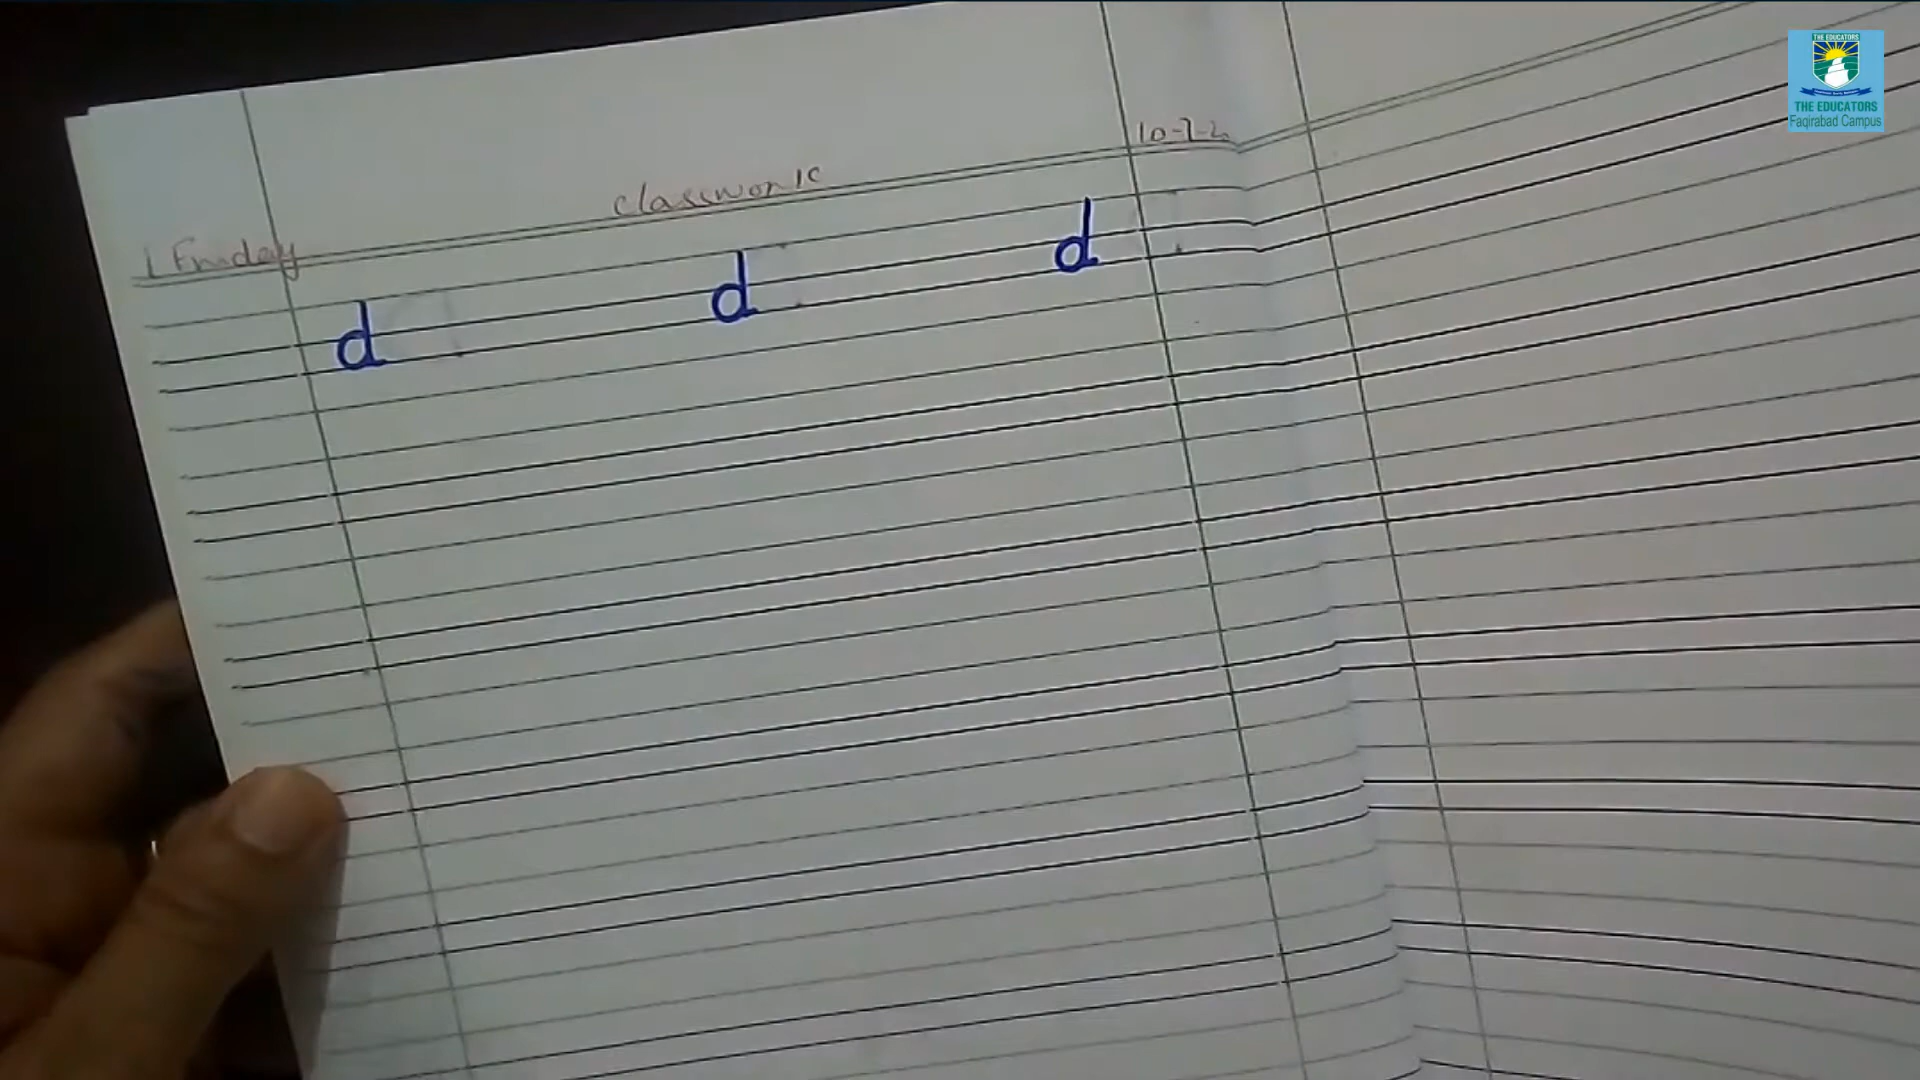 10-7-2
Classwork
Friday
d d d
THE EDUCATORS
THE EDUCATORS
Faqirabad Campus